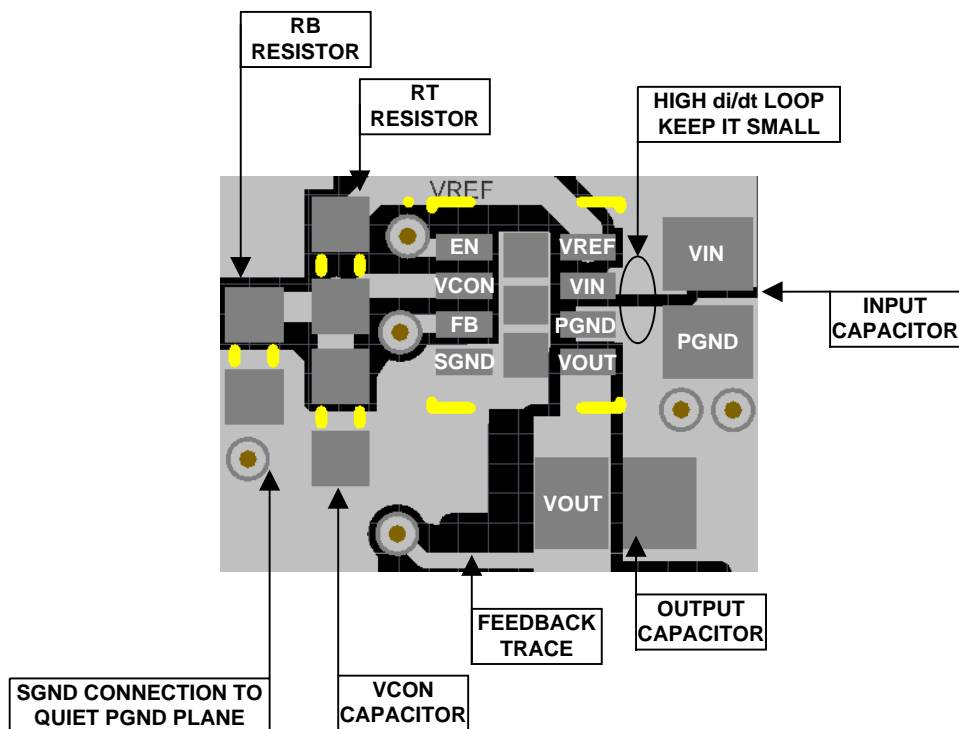 RB
RESISTOR
RT
RESISTOR
HIGH di/dt LOOP
KEEP IT SMALL
VREF
EN
VREF
VIN
VCON
VIN
INPUT
CAPACITOR
FB
PGND
PGND
SGND
VOUT
VOUT
FEEDBACK
TRACE
OUTPUT
CAPACITOR
SGND CONNECTION TO
QUIET PGND PLANE
VCON
CAPACITOR